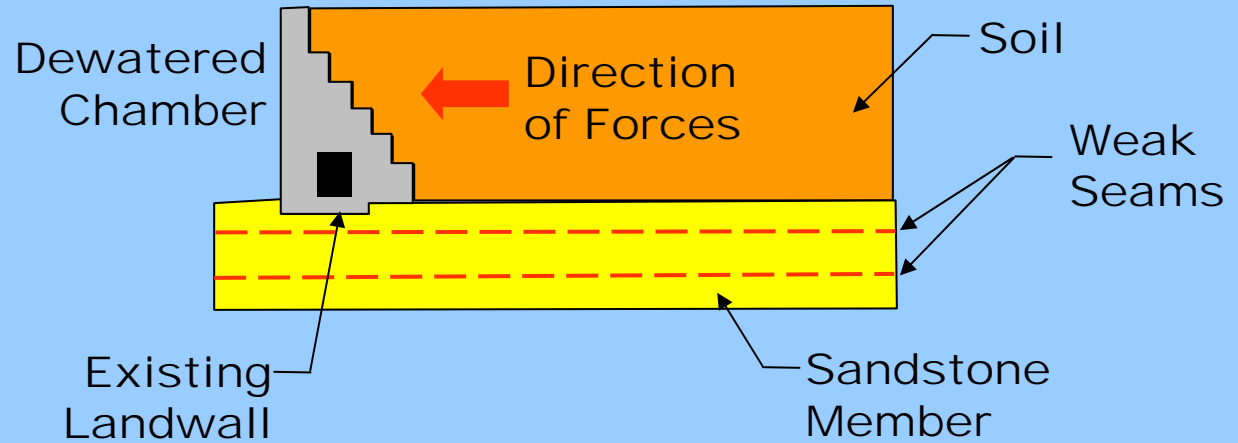 Dewatered
Chamber
Direction
of Forces
Soil
Weak
Seams
Existing
Landwall
Sandstone
Member